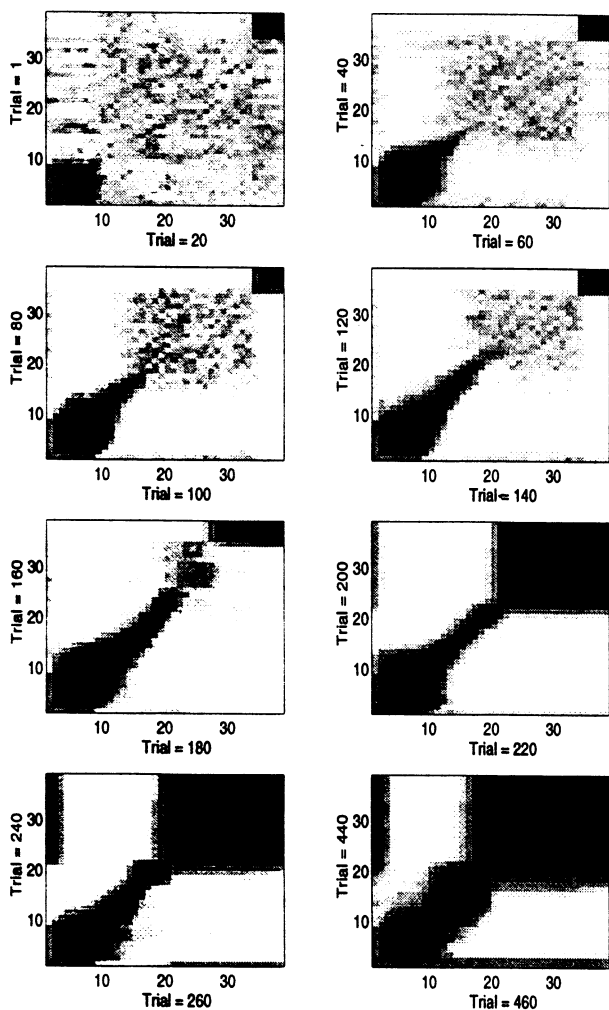 Trial = 1
30
20
10
10 20 30
Trial = 20
Trial = 40
30
20
10
10 20 30
Trial = 60
Trial = 80
30
20
10
10 20 30
Trial = 100
Trial = 120
30
20
10
10 20 30
Trial = 140
Trial = 160
30
20
10
10 20 30
Trial = 180
Trial = 200
30
20
10
10 20 30
Trial = 220
Trial = 240
30
20
10
10 20 30
Trial = 260
Trial = 440
30
20
10
10 20 30
Trial = 460